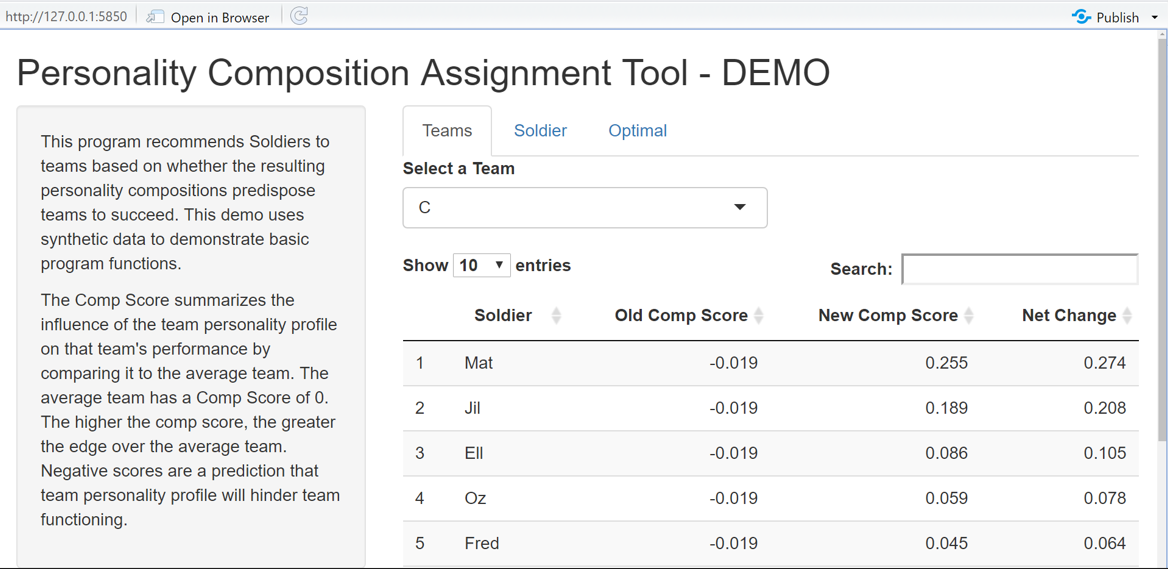 http://127.0.0.1:5850 Open in Browser Publish
Personality Composition Assignment Tool - DEMO
This program recommends Soldiers to
teams based on whether the resulting
personality compositions predispose
teams to succeed. This demo uses
synthetic data to demonstrate basic
program functions.
The Comp Score summarizes the
influence of the team personality profile
on that team's performance by
comparing it to the average team. The
average team has a Comp Score of 0.
The higher the comp score, the greater
the edge over the average team.
Negative scores are a prediction that
team personality profile will hinder team
functioning.
Teams Soldier Optimal
Select a Team
C
Show 10 entries Search:
Soldier Old Comp Score New Comp Score Net Change
1 Mat -0.019 0.255 0.274
2 Jil -0.019 0.189 0.208
3 Ell -0.019 0.086 0.105
4 Oz -0.019 0.059 0.078
5 Fred -0.019 0.045 0.064